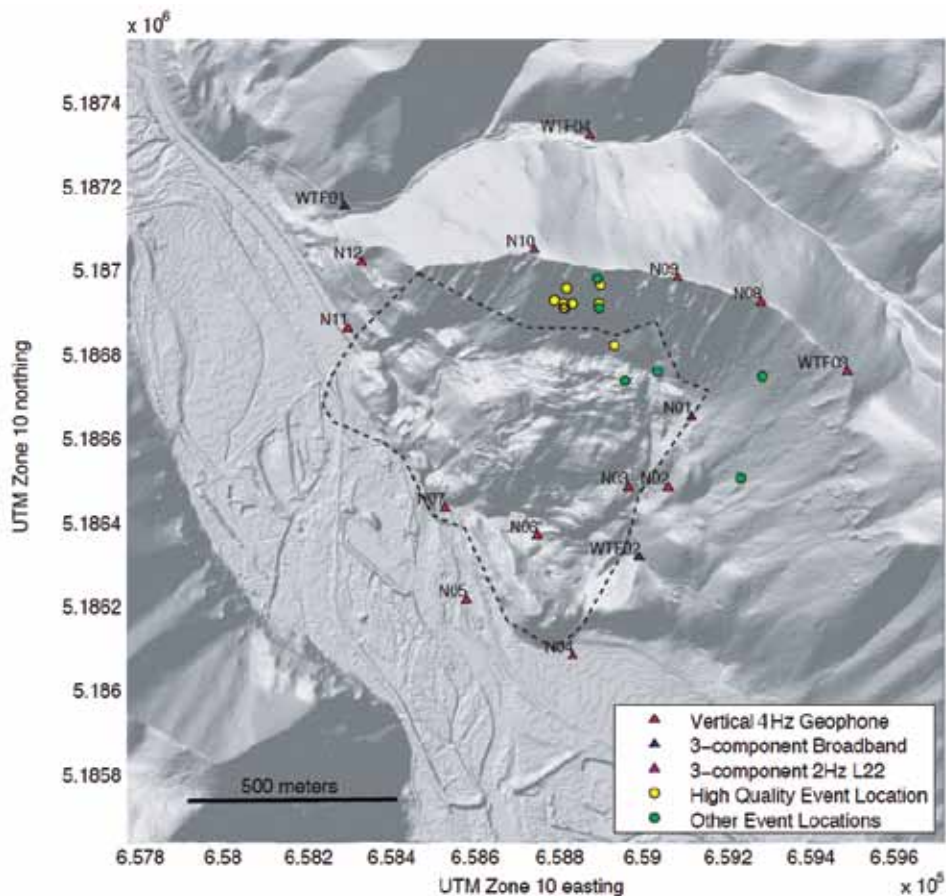 x 10⁶
5.1874
5.1872
5.187
5.1868
5.1866
5.1864
5.1862
5.186
5.1858
UTM Zone 10 northing
WTF04
WTF01
N10
N12
N09
N08
N11
WTF03
N01
N03
N02
N07
N06
WTF02
N05
N04
500 meters
Vertical 4Hz Geophone
3-component Broadband
3-component 2Hz L22
High Quality Event Location
Other Event Locations
6.578 6.58 6.582 6.584 6.586 6.588 6.59 6.592 6.594 6.596
UTM Zone 10 easting
x 10⁵